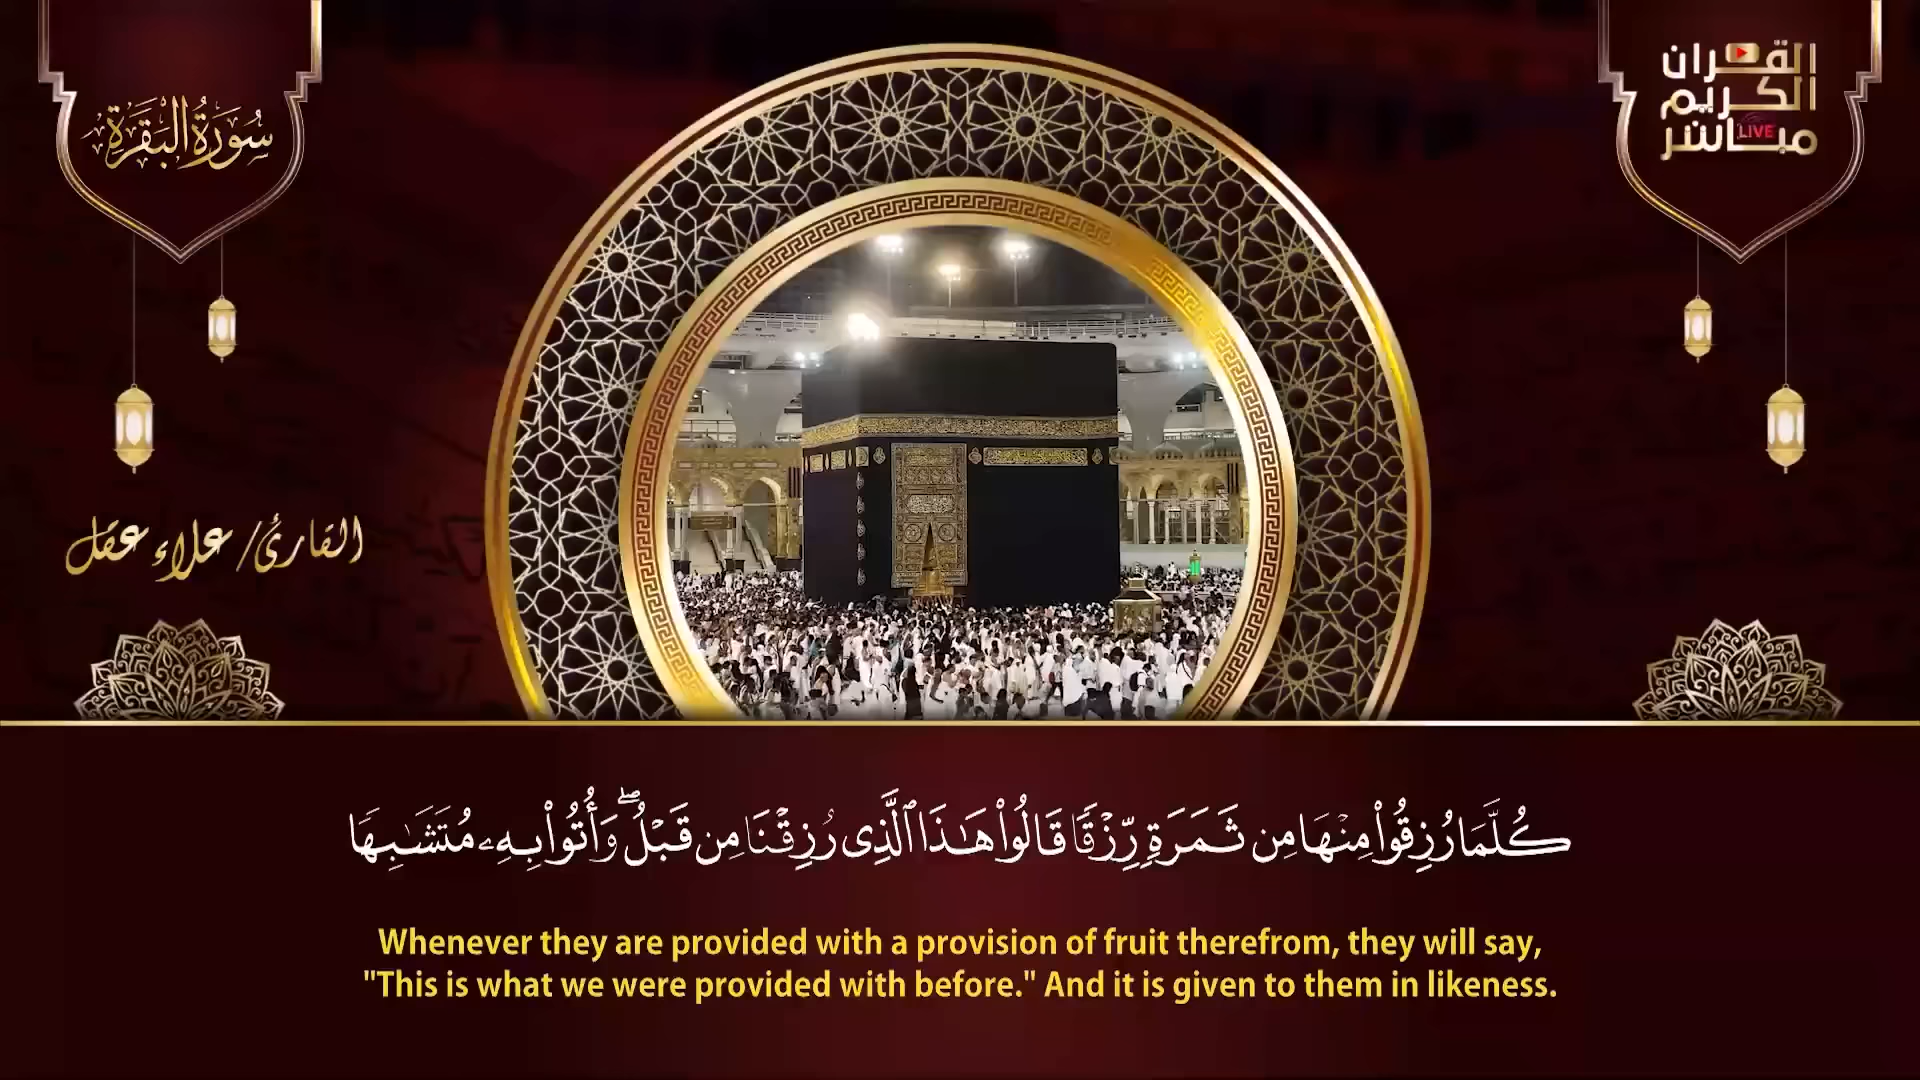 سُورَةُ البَقَرَةِ
القرآن
الكريم
مباشر
LIVE
القارئ/ علاء عقل
كُلَّمَا رُزِقُوا۟ مِنْهَا مِن ثَمَرَةٍ رِّزْقًا قَالُوا۟ هَـٰذَا ٱلَّذِى رُزِقْنَا مِن قَبْلُ ۖ وَأُتُوا۟ بِهِۦ مُتَشَـٰبِهًا
Whenever they are provided with a provision of fruit therefrom, they will say,
"This is what we were provided with before." And it is given to them in likeness.